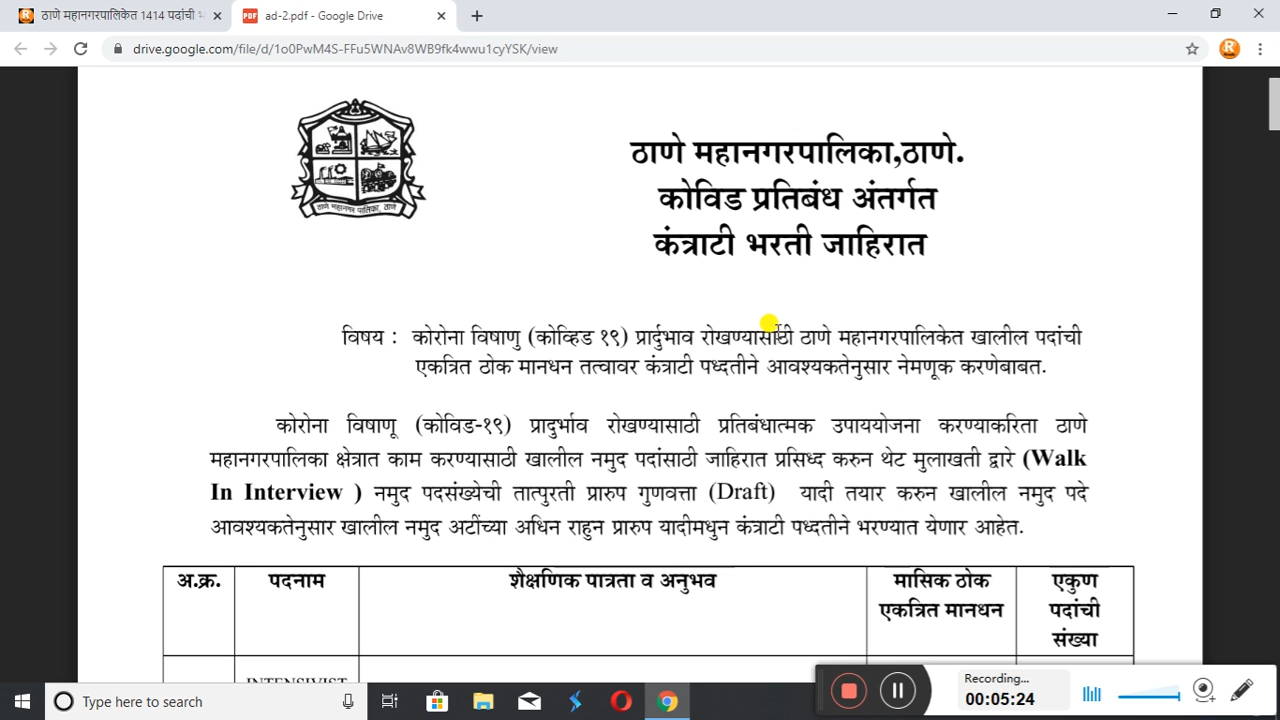 ठाणे महानगरपालिकेत 1414 पदांची
ad-2.pdf - Google Drive
drive.google.com/file/d/1o0PwM4S-FFu5WNAv8WB9fk4wwu1cyYSK/view
ठाणे महानगर पालिका, ठाणे
ठाणे महानगरपालिका,ठाणे.
कोविड प्रतिबंध अंतर्गत
कंत्राटी भरती जाहिरात
विषय : कोरोना विषाणु (कोव्हिड १९) प्रार्दुभाव रोखण्यासाठी ठाणे महानगरपालिकेत खालील पदांची
एकत्रित ठोक मानधन तत्वावर कंत्राटी पध्दतीने आवश्यकतेनुसार नेमणूक करणेबाबत.
कोरोना विषाणू (कोविड-१९) प्रादुर्भाव रोखण्यासाठी प्रतिबंधात्मक उपाययोजना करण्याकरिता ठाणे
महानगरपालिका क्षेत्रात काम करण्यासाठी खालील नमुद पदांसाठी जाहिरात प्रसिध्द करुन थेट मुलाखती द्वारे (Walk
In Interview ) नमुद पदसंख्येची तात्पुरती प्रारुप गुणवत्ता (Draft) यादी तयार करुन खालील नमुद पदे
आवश्यकतेनुसार खालील नमुद अटींच्या अधिन राहुन प्रारुप यादीमधुन कंत्राटी पध्दतीने भरण्यात येणार आहेत.
अ.क्र. पदनाम शैक्षणिक पात्रता व अनुभव मासिक ठोक एकुण
एकत्रित मानधन पदांची
संख्या
INTENSIVIST
Recording...
00:05:24
Type here to search